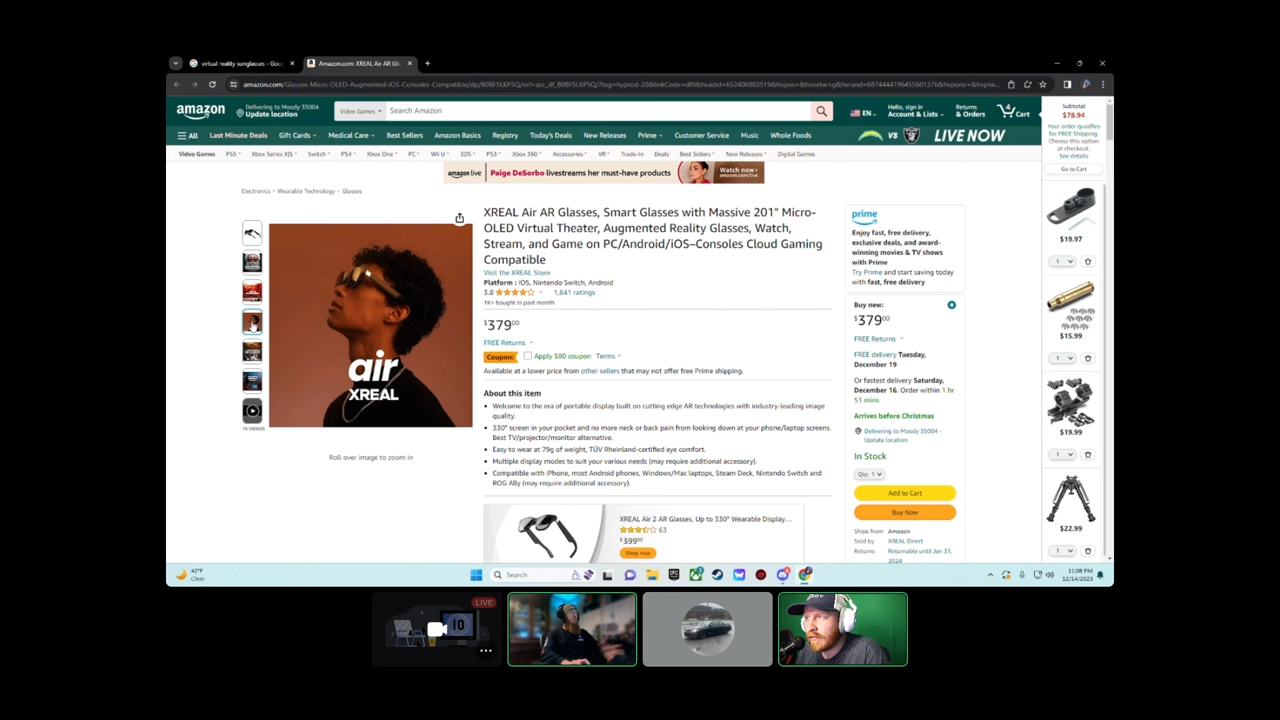 virtual reality sunglasses - Goo
Amazon.com: XREAL Air AR Gl
amazon
Delivering to Moody 35004
Update location
Video Games
Search Amazon
EN
Hello, sign in
Account & Lists
Returns
& Orders
4
Cart
All
Last Minute Deals
Gift Cards
Medical Care
Best Sellers
Amazon Basics
Registry
Today's Deals
New Releases
Prime
Customer Service
Music
Whole Foods
VS
LIVE NOW
Video Games
PS5
Xbox Series X|S
Switch
PS4
Xbox One
PC
Wii U
3DS
PS3
Xbox 360
Accessories
VR
Trade-In
Deals
Best Sellers
New Releases
Digital Games
amazon live
Paige DeSorbo livestreams her must-have products
Watch now
amazon.com/live
Electronics › Wearable Technology › Glasses
air
XREAL
Roll over image to zoom in
XREAL Air AR Glasses, Smart Glasses with Massive 201" Micro-
OLED Virtual Theater, Augmented Reality Glasses, Watch,
Stream, and Game on PC/Android/iOS–Consoles Cloud Gaming
Compatible
Visit the XREAL Store
Platform : iOS, Nintendo Switch, Android
3.8
1,841 ratings
1K+ bought in past month
$379.00
FREE Returns
Coupon:
Apply $80 coupon
Terms
Available at a lower price from other sellers that may not offer free Prime shipping.
About this item
Welcome to the era of portable display built on cutting edge AR technologies with industry-leading image
quality.
330" screen in your pocket and no more neck or back pain from looking down at your phone/laptop screens.
Best TV/projector/monitor alternative.
Easy to wear at 79g of weight, TÜV Rheinland-certified eye comfort.
Multiple display modes to suit your various needs (may require additional accessory).
Compatible with iPhone, most Android phones, Windows/Mac laptops, Steam Deck, Nintendo Switch and
ROG Ally (may require additional accessory).
XREAL Air 2 AR Glasses, Up to 330" Wearable Display...
63
$399.00
Shop now
prime
Enjoy fast, free delivery,
exclusive deals, and award-
winning movies & TV shows
with Prime
Try Prime and start saving today
with fast, free delivery
Buy new:
$379.00
FREE Returns
FREE delivery Tuesday,
December 19
Or fastest delivery Saturday,
December 16. Order within 1 hr
51 mins
Arrives before Christmas
Delivering to Moody 35004 -
Update location
In Stock
Qty: 1
Add to Cart
Buy Now
Ships from
Amazon
Sold by
XREAL Direct
Returns
Returnable until Jan 31,
2024
Subtotal
$78.94
Your order qualifies
for FREE Shipping.
Choose this option
at checkout.
See details
Go to Cart
$19.97
1
$15.99
1
$19.99
1
$22.99
1
42°F
Clear
Search
11:08 PM
12/14/2023
LIVE